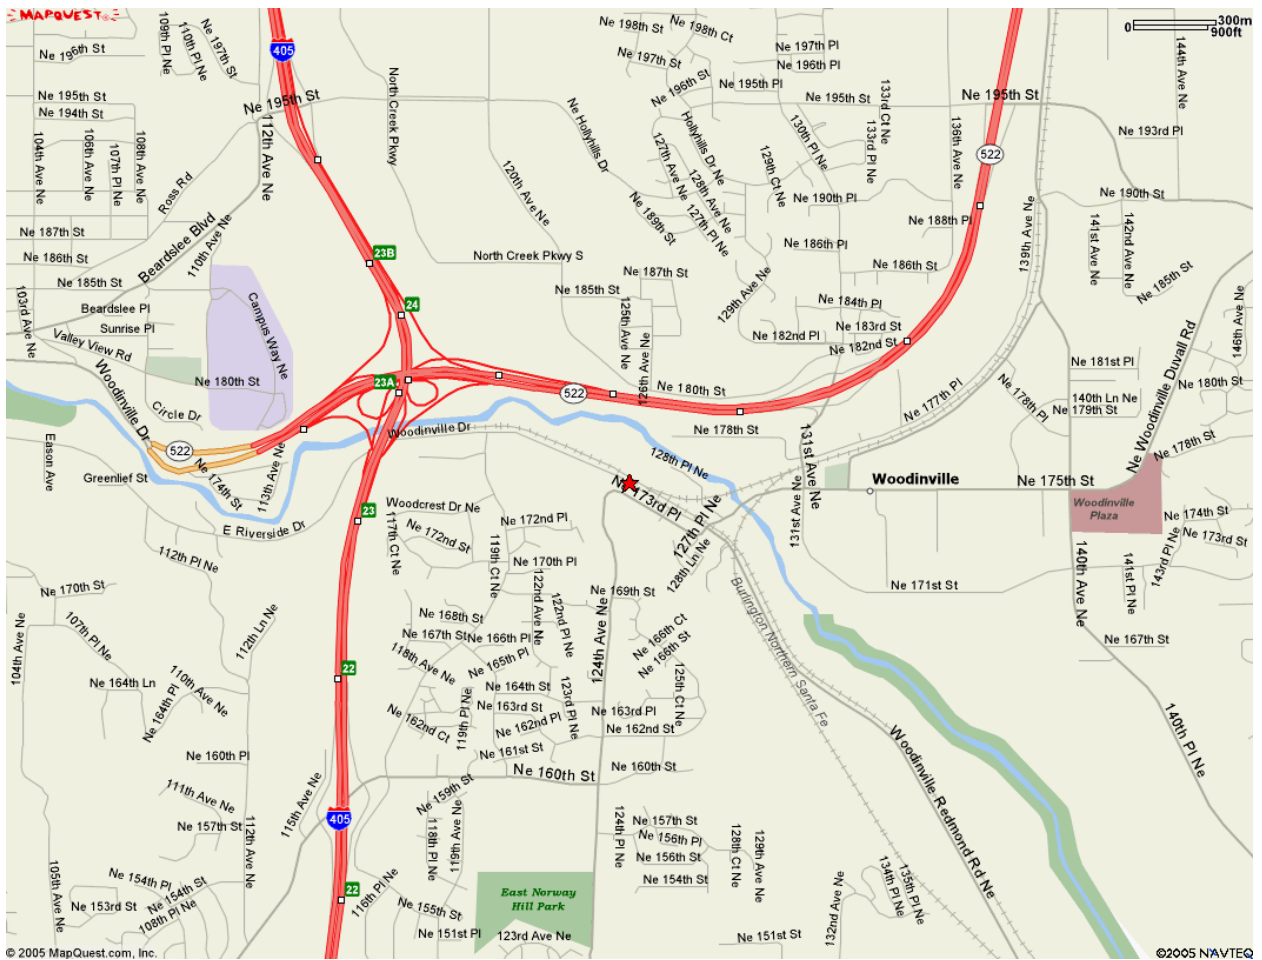 MAPQUEST
300m
900ft
0
Ne 196th St
109th Pl Ne
110th Pl Ne
Ne 197th St
405
Ne 198th St
Ne 198th Ct
Ne 197th St
Ne 197th Pl
Ne 196th Pl
Ne 196th St
Ne 195th Pl
144th Ave Ne
Ne 195th St
Ne 194th St
Ne 195th St
North Creek Pkwy
Ne 195th St
133rd Ct Ne
Ne 195th St
104th Ave Ne
106th Ave Ne
107th Pl Ne
108th Ave Ne
112th Ave Ne
Ne Hollyhills Dr
Hollyhills Dr Ne
130th Pl Ne
133rd Pl Ne
136th Ave Ne
522
Ne 193rd Pl
Ross Rd
120th Ave Ne
127th Ave Ne
128th Ave Ne
127th Pl Ne
129th Ct Ne
Ne 190th Pl
Ne 190th St
139th Ave Ne
Ne 189th St
Ne 188th Pl
141st Ave Ne
142nd Ave Ne
Ne 187th St
Beardslee Blvd
110th Ave Ne
23B
Ne 186th St
North Creek Pkwy S
Ne 186th Pl
Ne 186th St
Ne 187th St
Ne 185th St
Ne 185th St
Ne 185th St
129th Ave Ne
103rd Ave Ne
Beardslee Pl
Sunrise Pl
Valley View Rd
Campus Way Ne
24
125th Ave Ne
126th Ave Ne
Ne 184th Pl
Ne 183rd St
Ne 182nd Pl
Ne 182nd St
Ne Woodinville Duvall Rd
146th Ave Ne
Ne 181st Pl
Woodinville Dr
Ne 180th St
23A
522
Ne 180th St
Ne 177th Pl
Ne 178th Pl
140th Ln Ne
Ne 179th St
Ne 180th St
Circle Dr
522
Woodinville Dr
Ne 178th St
131st Ave Ne
Ne 178th St
Eason Ave
Greenlief St
Ne 174th St
113th Ave Ne
128th Pl Ne
Woodinville
Ne 175th St
Ne 173rd Pl
Woodinville
Plaza
E Riverside Dr
23
Woodcrest Dr Ne
117th Ct Ne
Ne 172nd St
Ne 172nd Pl
127th Pl Ne
131st Ave Ne
Ne 174th St
Ne 173rd St
112th Pl Ne
119th Ct Ne
Ne 170th Pl
128th Ln Ne
140th Ave Ne
141st Pl Ne
143rd Pl Ne
Ne 170th St
122nd Ave Ne
122nd Pl Ne
Ne 169th St
Ne 171st St
Burlington Northern Santa Fe
104th Ave Ne
107th Pl Ne
112th Ln Ne
Ne 168th St
Ne 167th St
Ne 166th Pl
124th Ave Ne
Ne 166th Ct
Ne 166th St
Ne 167th St
118th Ave Ne
Ne 165th Pl
22
Ne 164th Ln
Ne 164th Pl
110th Ave Ne
Ne 164th St
123rd Pl Ne
125th Ct Ne
Ne 163rd St
Ne 163rd Pl
Ne 162nd Ct
119th Pl Ne
Ne 162nd Pl
Ne 162nd St
140th Pl Ne
Ne 161st St
Ne 160th Pl
Ne 160th St
Ne 160th St
Woodinville-Redmond Rd Ne
111th Ave Ne
115th Ave Ne
Ne 159th St
Ne 157th St
112th Ave Ne
405
118th Pl Ne
119th Ave Ne
124th Pl Ne
Ne 157th St
Ne 156th Pl
Ne 156th St
128th Ct Ne
129th Ave Ne
105th Ave Ne
Ne 154th Pl
Ne 154th St
22
116th Pl Ne
Ne 154th St
134th Pl Ne
135th Pl Ne
East Norway
Hill Park
Ne 153rd St
108th Pl Ne
Ne 155th St
132nd Ave Ne
Ne 151st Pl
123rd Ave Ne
Ne 151st St
© 2005 MapQuest.com, Inc.
©2005 NAVTEQ